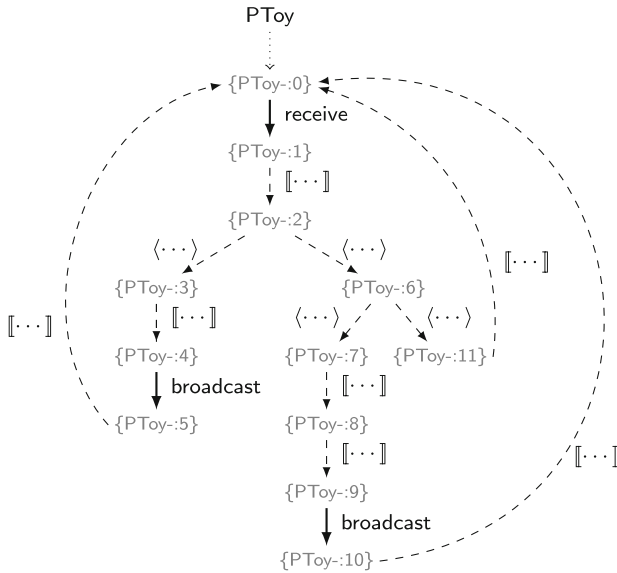 PToy
{PToy-:0}
receive
{PToy-:1}
⟦· · ·⟧
{PToy-:2}
⟨· · ·⟩ ⟨· · ·⟩
⟦· · ·⟧
{PToy-:3} {PToy-:6}
⟦· · ·⟧ ⟦· · ·⟧ ⟨· · ·⟩ ⟨· · ·⟩
{PToy-:4} {PToy-:7} {PToy-:11}
broadcast ⟦· · ·⟧
{PToy-:5} {PToy-:8}
⟦· · ·⟧ ⟦· · ·⟧
{PToy-:9}
broadcast
{PToy-:10}